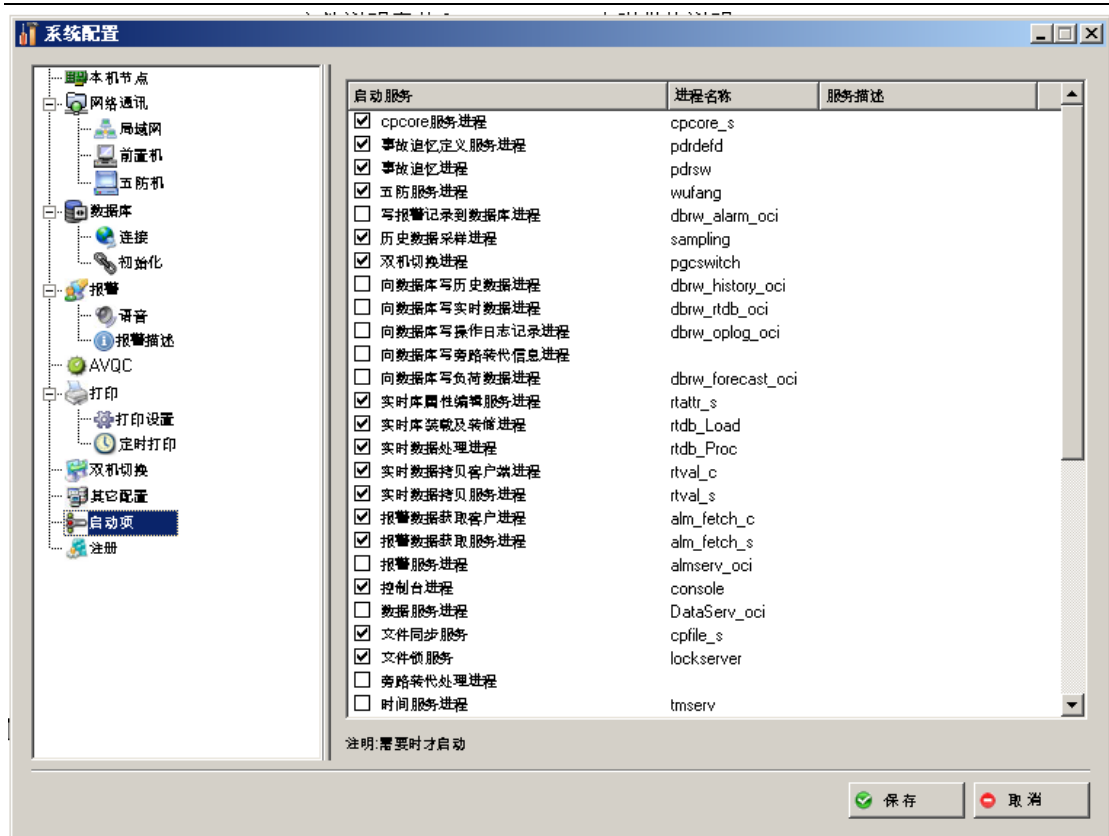 系统配置
本机节点
网络通讯
局域网
前置机
五防机
数据库
连接
初始化
报警
语音
报警描述
AVQC
打印
打印设置
定时打印
双机切换
其它配置
启动项
注册
启动服务 进程名称 服务描述
cpcore服务进程 cpcore_s
事故追忆定义服务进程 pdrdefd
事故追忆进程 pdrsw
五防服务进程 wufang
写报警记录到数据库进程 dbrw_alarm_oci
历史数据采样进程 sampling
双机切换进程 pgcswitch
向数据库写历史数据进程 dbrw_history_oci
向数据库写实时数据进程 dbrw_rtdb_oci
向数据库写操作日志记录进程 dbrw_oplog_oci
向数据库写旁路装代信息进程
向数据库写负荷数据进程 dbrw_forecast_oci
实时库属性编辑服务进程 rtattr_s
实时库装载及装储进程 rtdb_Load
实时数据处理进程 rtdb_Proc
实时数据拷贝客户端进程 rtval_c
实时数据拷贝服务进程 rtval_s
报警数据获取客户进程 alm_fetch_c
报警数据获取服务进程 alm_fetch_s
报警服务进程 almserv_oci
控制台进程 console
数据服务进程 DataServ_oci
文件同步服务 cpfile_s
文件锁服务 lockserver
旁路装代处理进程
时间服务进程 tmserv
注明:需要时才启动
保存 取消